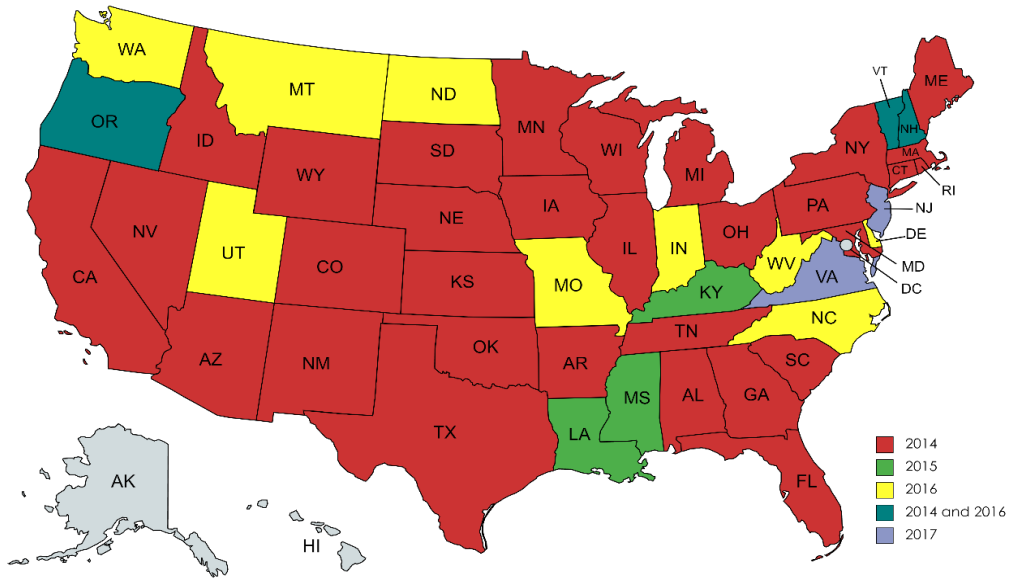 WA
MT
ND
OR
ID
WY
SD
MN
WI
MI
VT
NH
ME
NY
MA
CT
RI
NJ
PA
DE
MD
DC
NV
UT
CO
NE
IA
IL
IN
OH
WV
VA
CA
KS
MO
KY
NC
AZ
NM
OK
AR
TN
SC
TX
LA
MS
AL
GA
FL
AK
HI
2014
2015
2016
2014 and 2016
2017